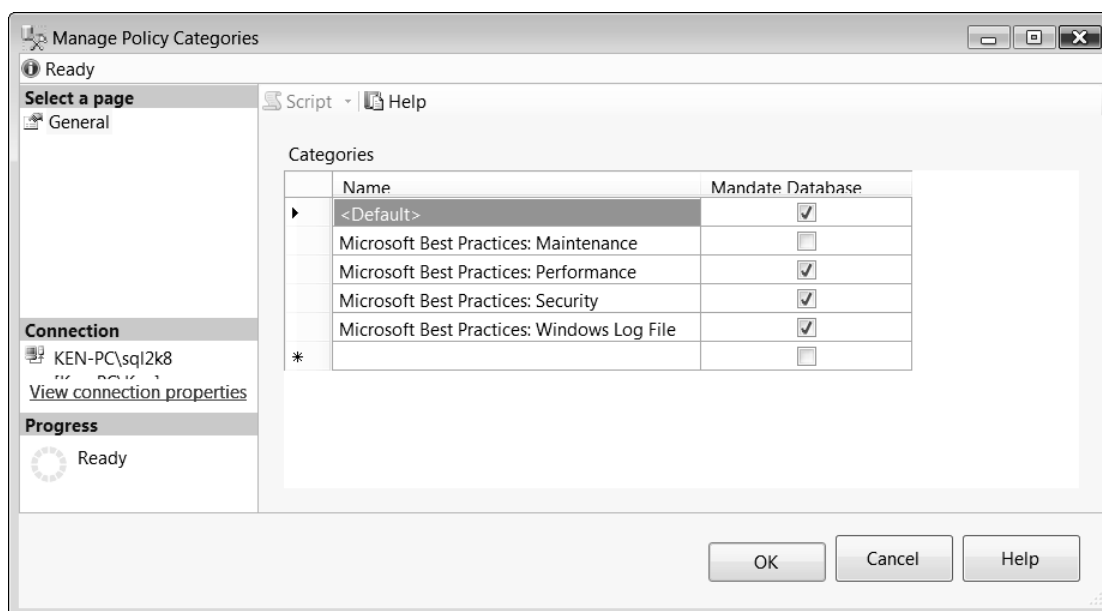 Manage Policy Categories
Ready
Select a page
General
Script
Help
Categories
Name
Mandate Database
<Default>
Microsoft Best Practices: Maintenance
Microsoft Best Practices: Performance
Microsoft Best Practices: Security
Microsoft Best Practices: Windows Log File
Connection
KEN-PC\sql2k8
View connection properties
Progress
Ready
OK
Cancel
Help